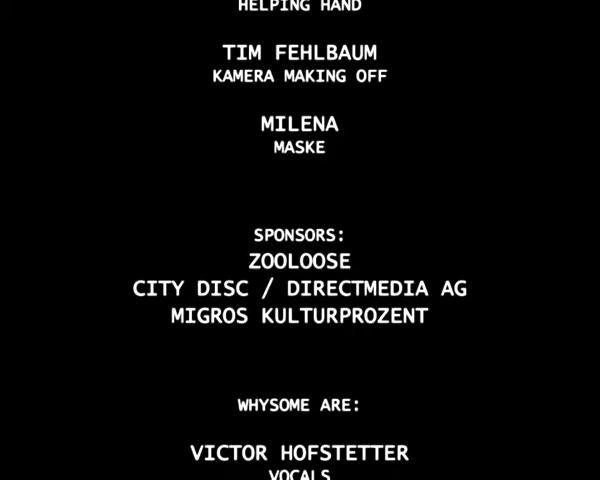 HELPING HAND
TIM FEHLBAUM
KAMERA MAKING OFF
MILENA
MASKE
SPONSORS:
ZOOLOOSE
CITY DISC / DIRECTMEDIA AG
MIGROS KULTURPROZENT
WHYSOME ARE:
VICTOR HOFSTETTER
VOCALS